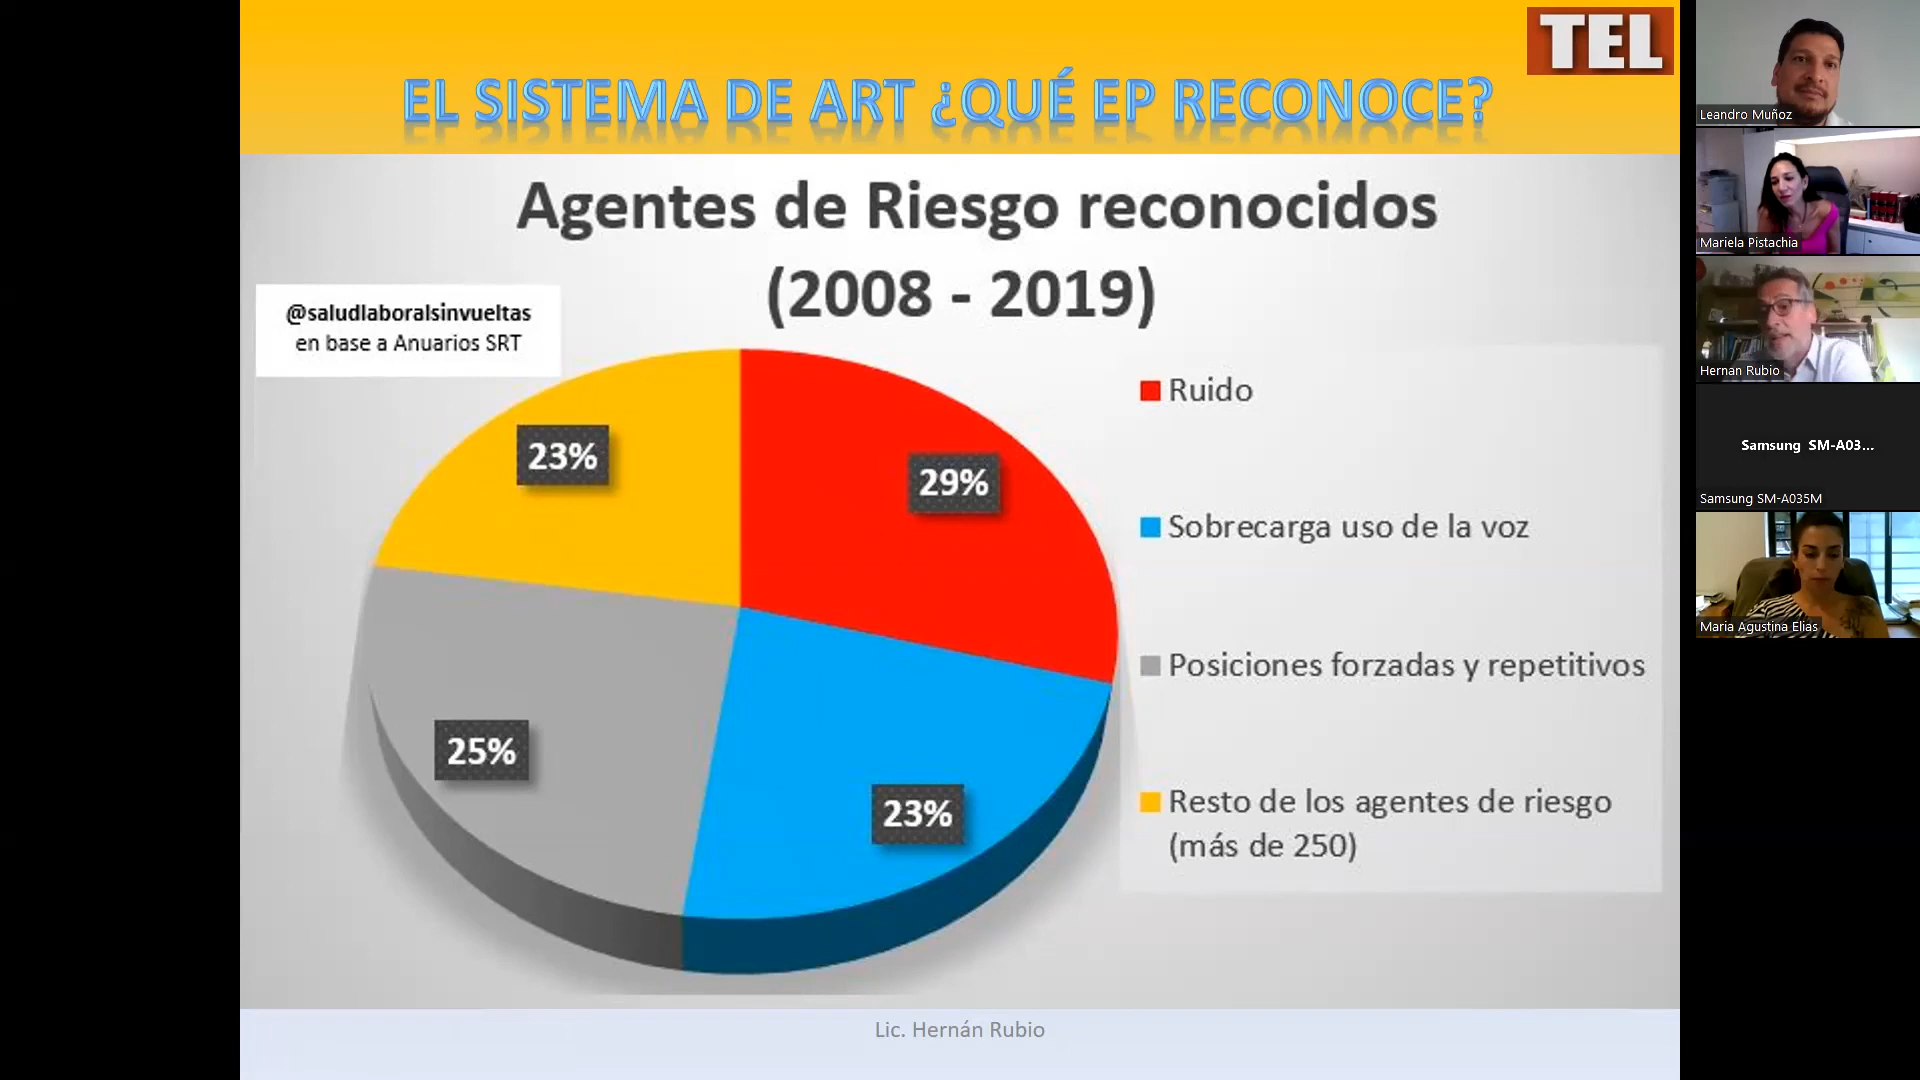 TEL
EL SISTEMA DE ART ¿QUÉ EP RECONOCE?
Agentes de Riesgo reconocidos
(2008 - 2019)
@saludlaboralsinvueltas
en base a Anuarios SRT
23%
29%
25%
23%
Ruido
Sobrecarga uso de la voz
Posiciones forzadas y repetitivos
Resto de los agentes de riesgo
(más de 250)
Lic. Hernán Rubio
Leandro Muñoz
Mariela Pistachia
Hernan Rubio
Samsung SM-A03...
Samsung SM-A035M
Maria Agustina Elias